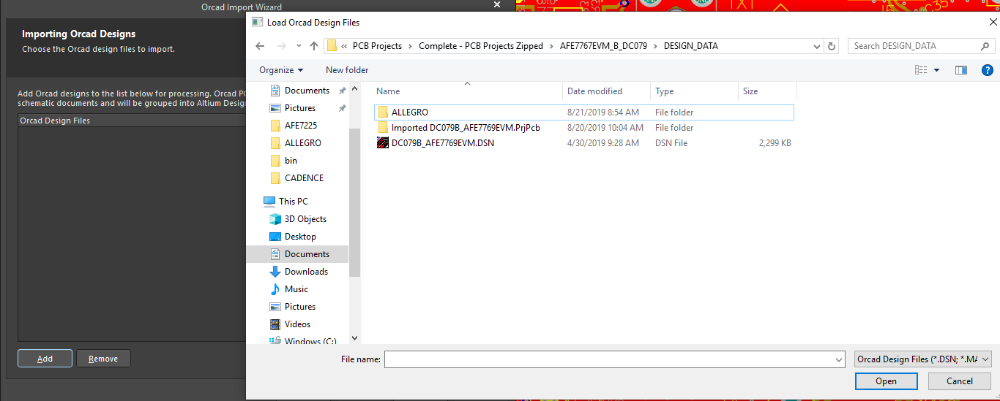 Orcad Import Wizard
Importing Orcad Designs
Choose the Orcad design files to import.
Add Orcad designs to the list below for processing. Orcad P
schematic documents and will be grouped into Altium Desig
Orcad Design Files
Add
Remove
Load Orcad Design Files
« PCB Projects > Complete - PCB Projects Zipped > AFE7767EVM_B_DC079 > DESIGN_DATA
Search DESIGN_DATA
Organize
New folder
Documents
Pictures
AFE7225
ALLEGRO
bin
CADENCE
This PC
3D Objects
Desktop
Documents
Downloads
Music
Pictures
Videos
Windows (C:)
Name Date modified Type Size
ALLEGRO 8/21/2019 8:54 AM File folder
Imported DC079B_AFE7769EVM.PrjPcb 8/20/2019 10:04 AM File folder
DC079B_AFE7769EVM.DSN 4/30/2019 9:28 AM DSN File 2,299 KB
File name:
Orcad Design Files (*.DSN; *.MA
Open
Cancel